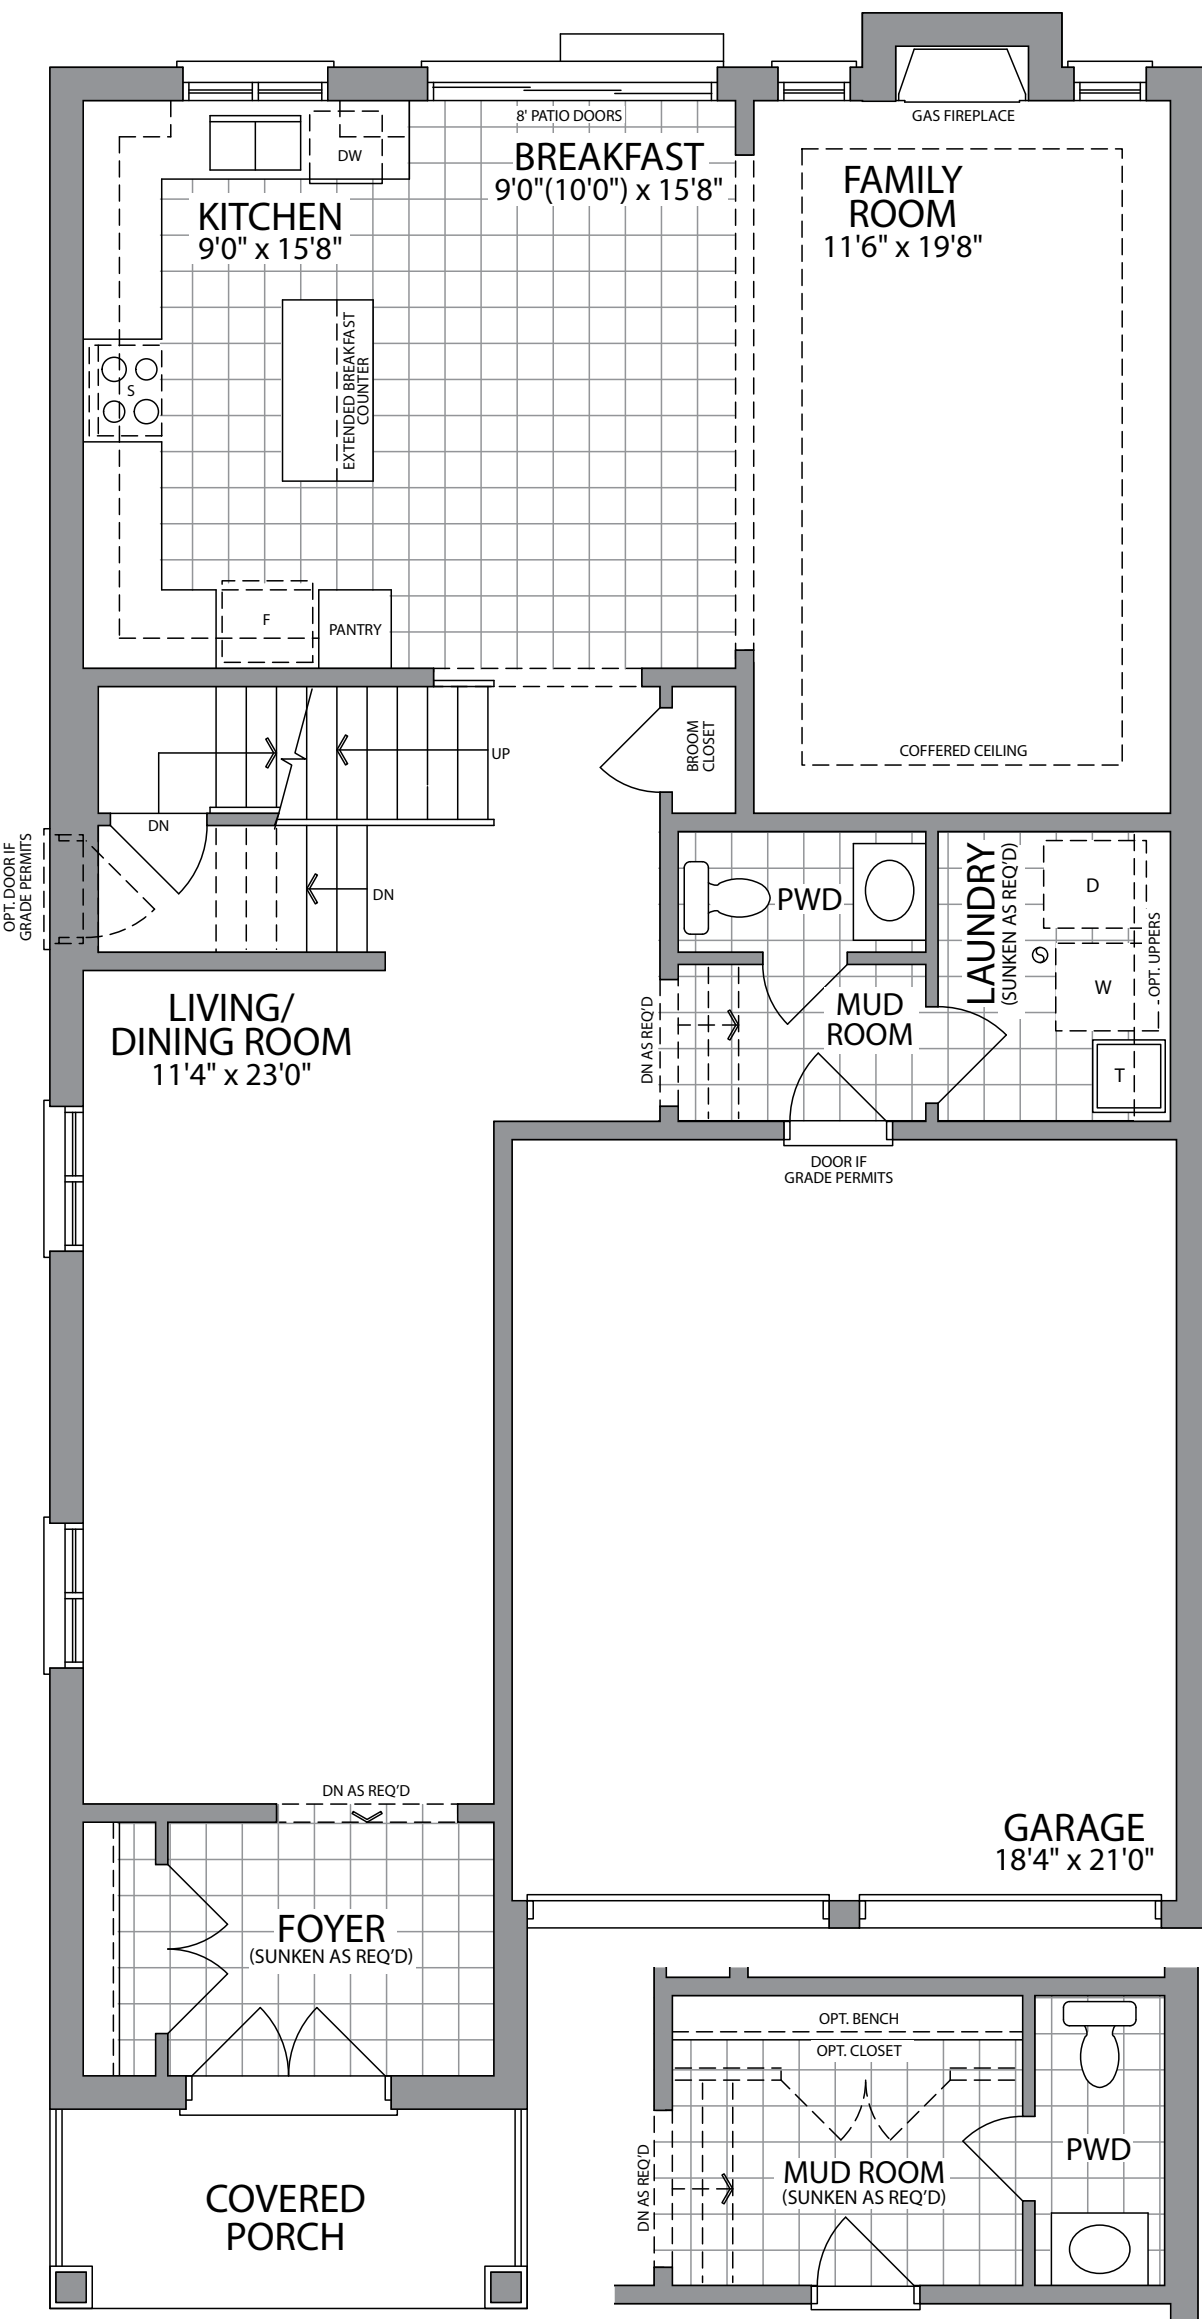 8' PATIO DOORS
GAS FIREPLACE
DW
BREAKFAST
9'0"(10'0") x 15'8"
FAMILY
ROOM
11'6" x 19'8"
KITCHEN
9'0" x 15'8"
EXTENDED BREAKFAST
COUNTER
S
F
PANTRY
BROOM
CLOSET
COFFERED CEILING
UP
DN
DN
OPT. DOOR IF
GRADE PERMITS
PWD
LAUNDRY
(SUNKEN AS REQ'D)
D
W
OPT. UPPERS
T
LIVING/
DINING ROOM
11'4" x 23'0"
DN AS REQ'D
MUD
ROOM
DOOR IF
GRADE PERMITS
DN AS REQ'D
GARAGE
18'4" x 21'0"
FOYER
(SUNKEN AS REQ'D)
OPT. BENCH
OPT. CLOSET
DN AS REQ'D
MUD ROOM
(SUNKEN AS REQ'D)
PWD
COVERED
PORCH